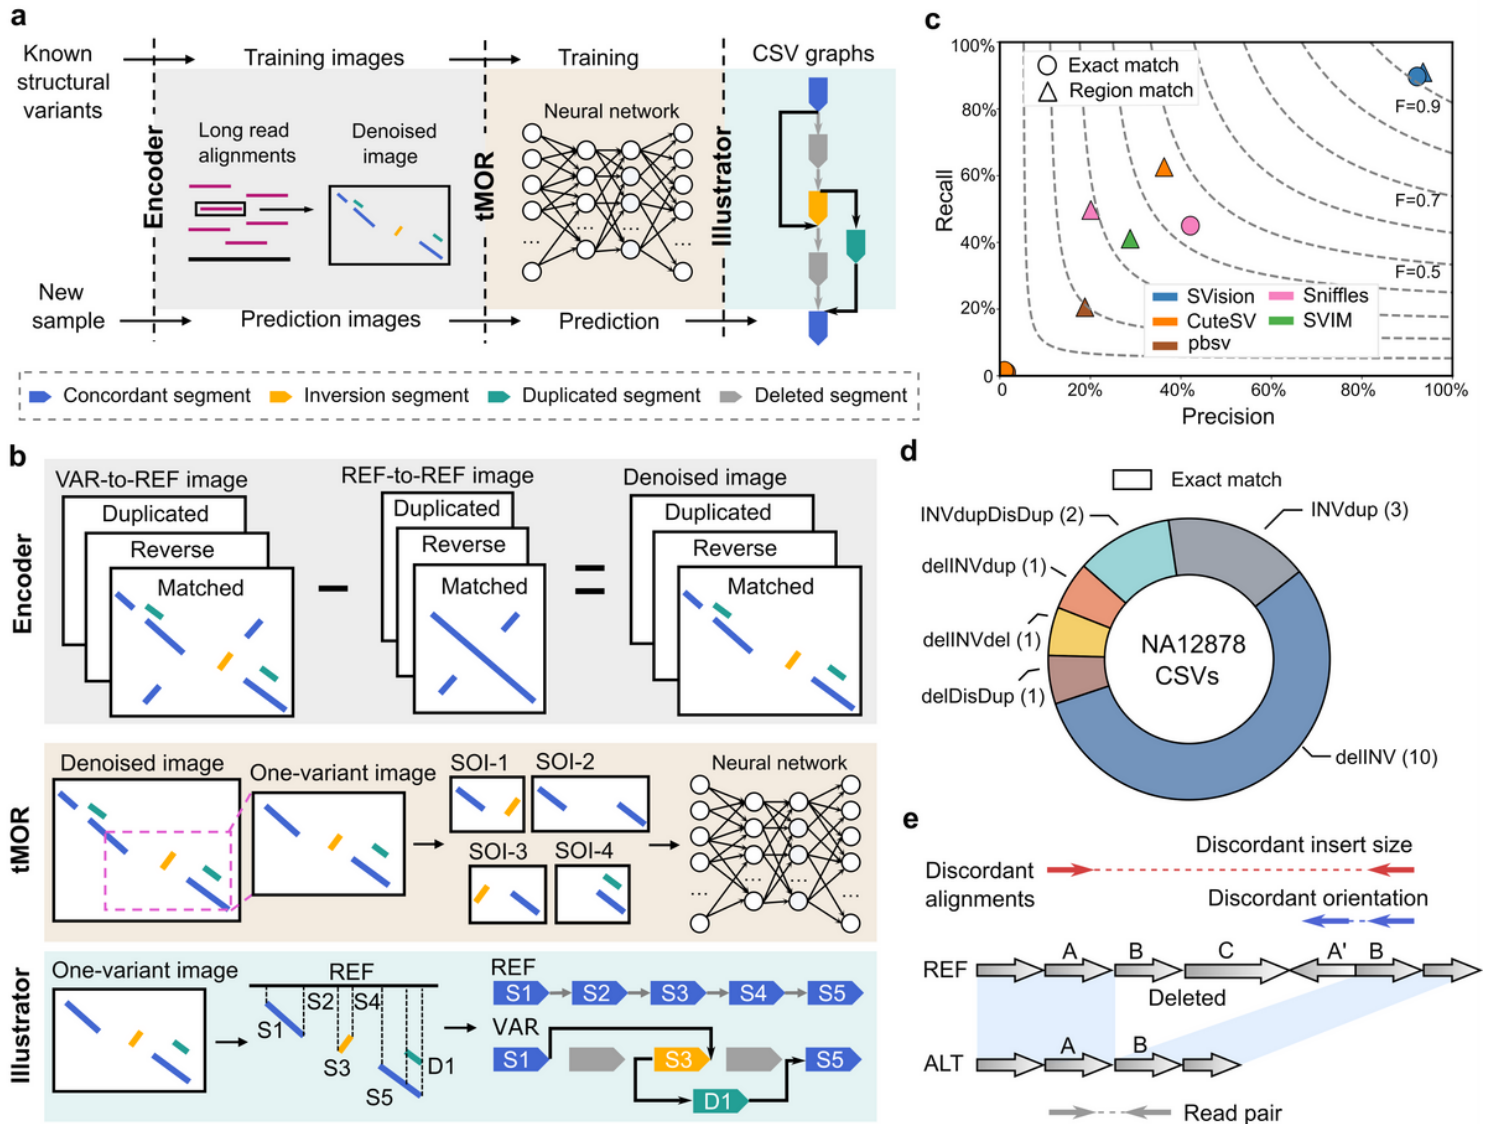 a
Known
structural
variants
Training images
Training
CSV graphs
Encoder
Long read
alignments
Denoised
image
tMOR
Neural network
...
...
...
Illustrator
New
sample
Prediction images
Prediction
Concordant segment
Inversion segment
Duplicated segment
Deleted segment
b
Encoder
VAR-to-REF image
Duplicated
Reverse
Matched
REF-to-REF image
Duplicated
Reverse
Matched
Denoised image
Duplicated
Reverse
Matched
tMOR
Denoised image
One-variant image
SOI-1
SOI-2
SOI-3
SOI-4
Neural network
...
...
...
Illustrator
One-variant image
REF
S1
S2
S3
S4
S5
D1
REF
S1
S2
S3
S4
S5
VAR
S1
S3
S5
D1
c
Recall
100%
80%
60%
40%
20%
0
Exact match
Region match
F=0.9
F=0.7
F=0.5
SVision
CuteSV
pbsv
Sniffles
SVIM
0
20%
40%
60%
80%
100%
Precision
d
Exact match
INVdupDisDup (2)
INVdup (3)
delINVdup (1)
delINVdel (1)
delDisDup (1)
delINV (10)
NA12878
CSVs
e
Discordant
alignments
Discordant insert size
Discordant orientation
REF
A
B
C
A'
B
Deleted
ALT
A
B
Read pair